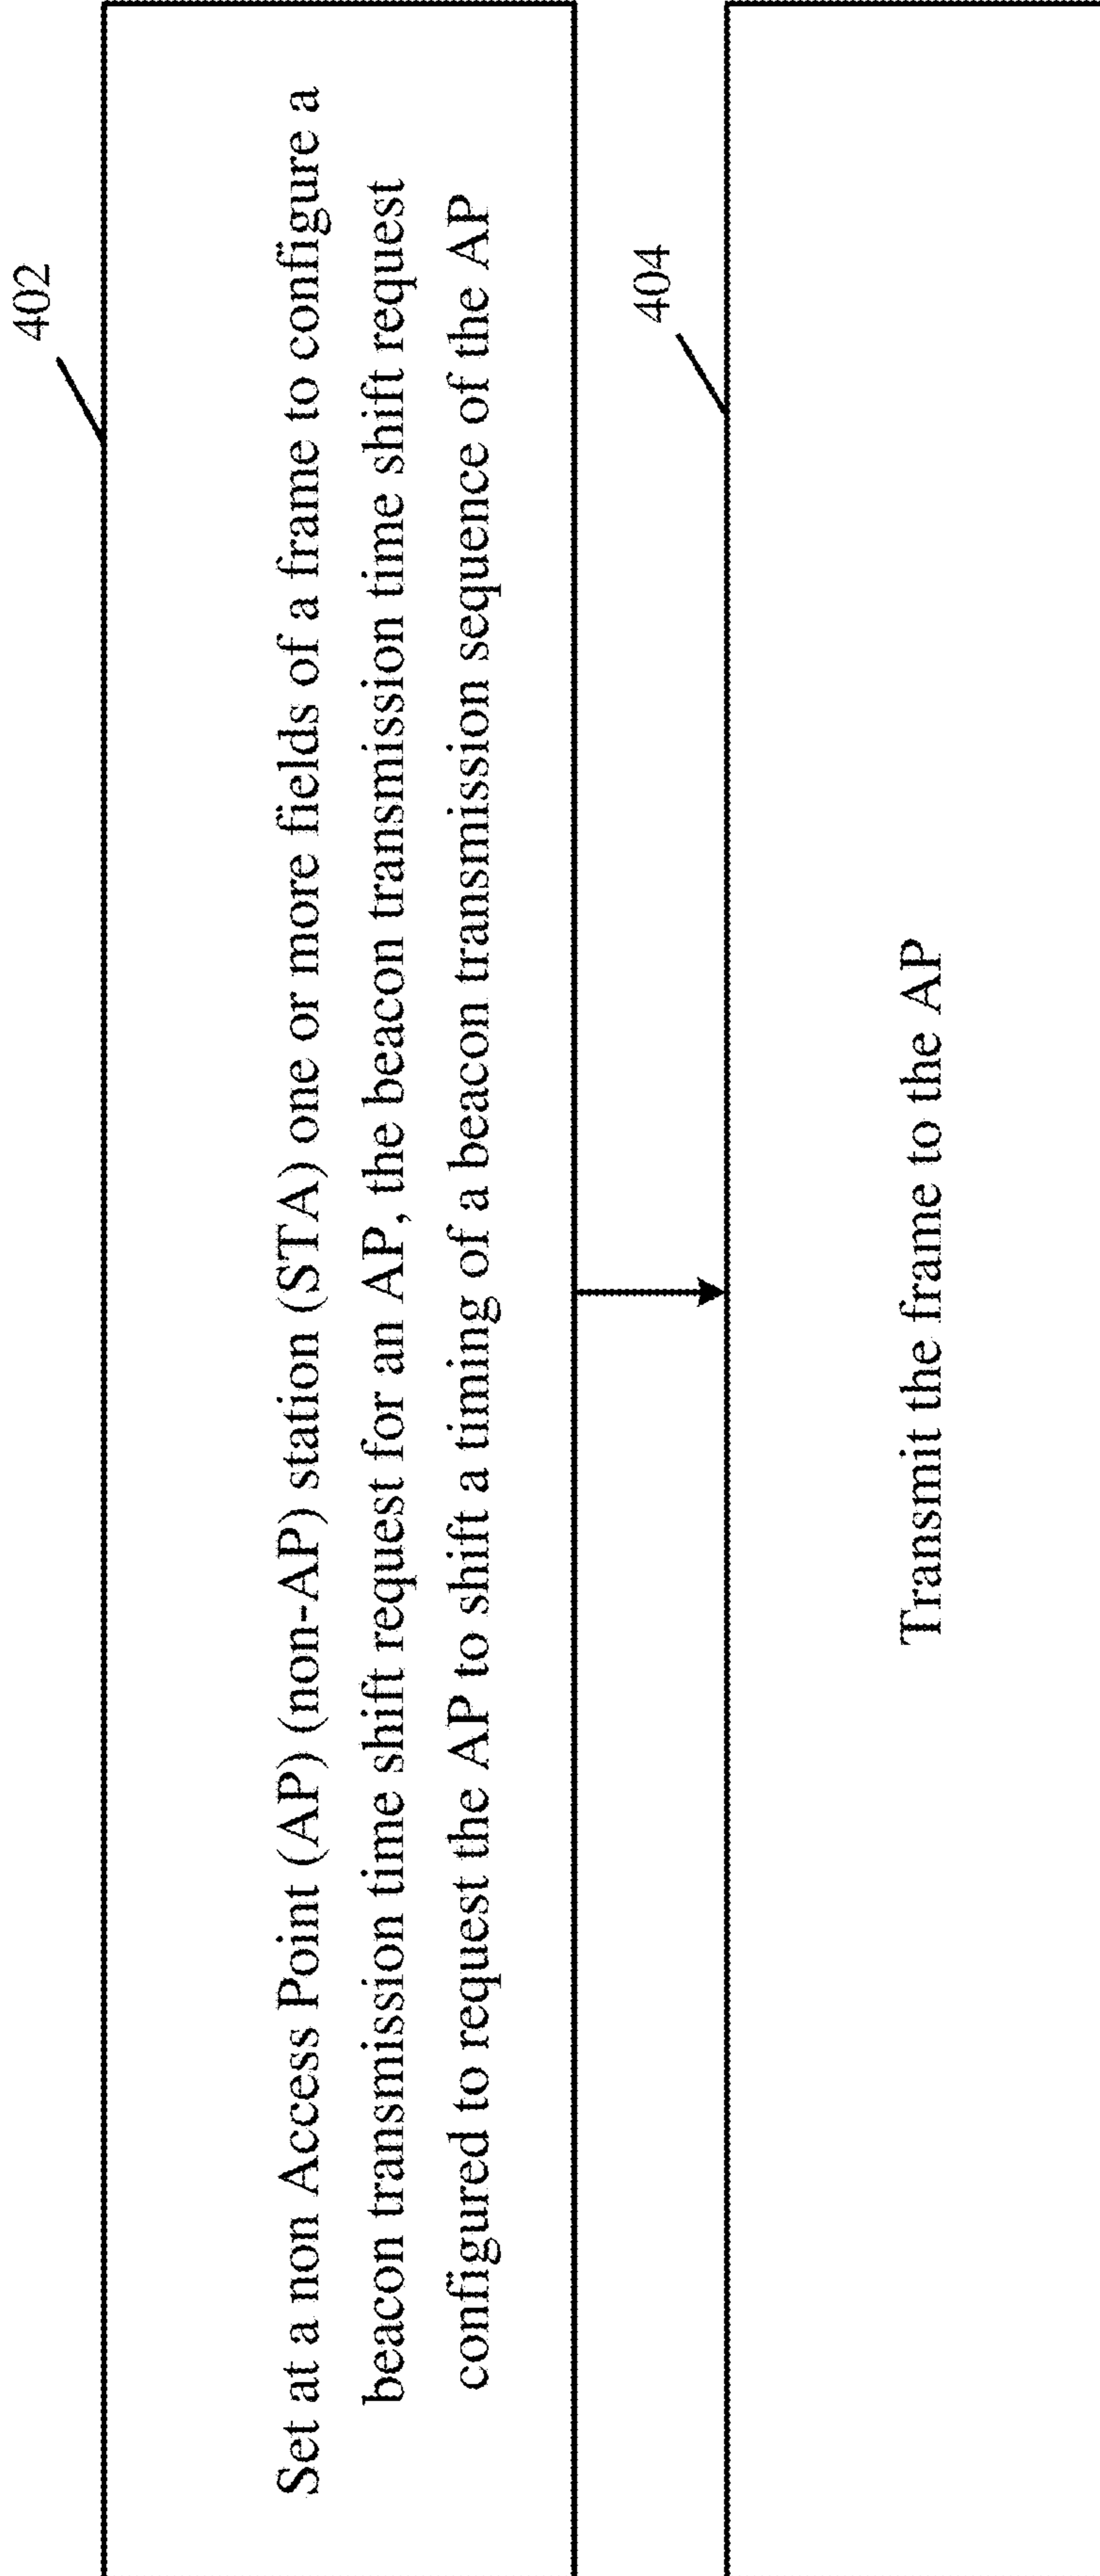 402
Set at a non Access Point (AP) (non-AP) station (STA) one or more fields of a frame to configure a
beacon transmission time shift request for an AP, the beacon transmission time shift request
configured to request the AP to shift a timing of a beacon transmission sequence of the AP
404
Transmit the frame to the AP